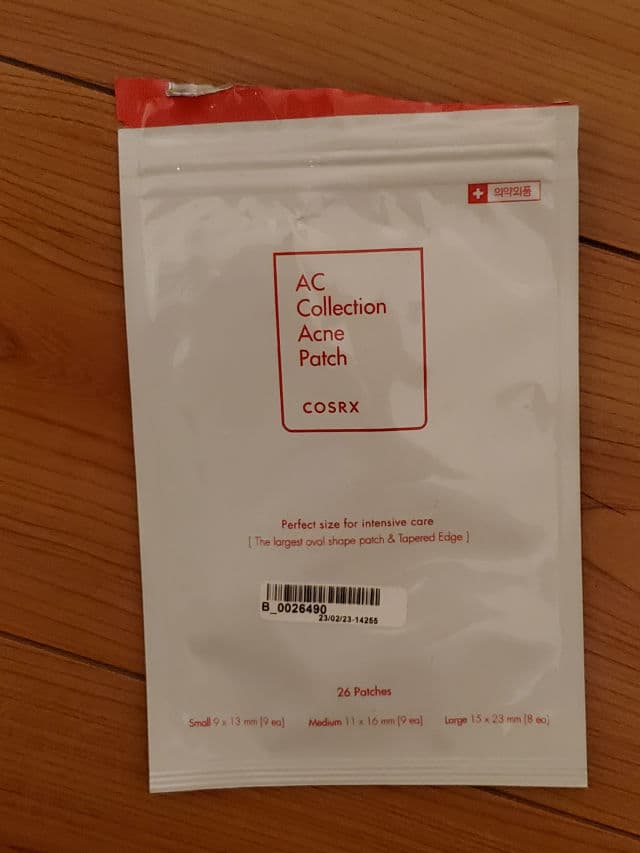 의약외품
AC
Collection
Acne
Patch
COSRX
Perfect size for intensive care
[ The largest oval shape patch & Tapered Edge ]
B_0026490
23/02/23-14255
26 Patches
Small 9 x 13 mm [9 ea] Medium 11 x 16 mm [9 ea] Large 15 x 23 mm [8 ea]